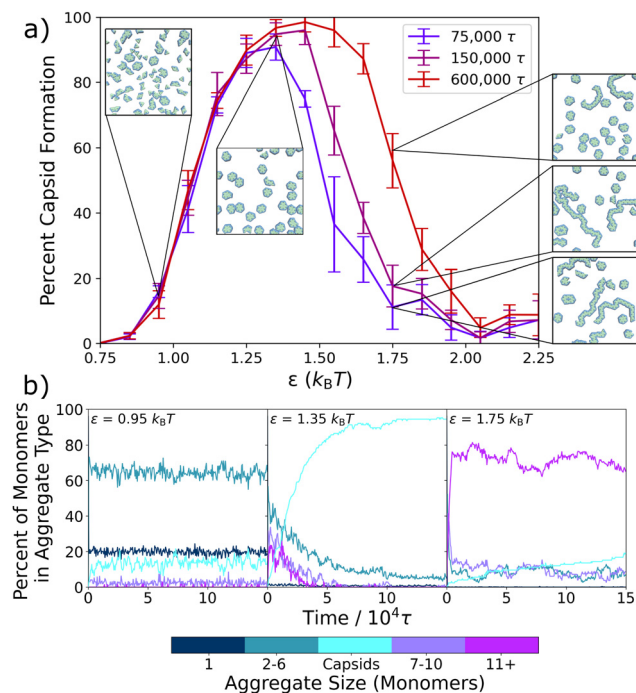 a)
100
80
60
40
20
0
Percent Capsid Formation
75,000 τ
150,000 τ
600,000 τ
0.75 1.00 1.25 1.50 1.75 2.00 2.25
ε (kBT)
b)
100
80
60
40
20
0
Percent of Monomers
in Aggregate Type
ε = 0.95 kBT ε = 1.35 kBT ε = 1.75 kBT
0 5 10 0 5 10 0 5 10 15
Time / 10⁴τ
1 2-6 Capsids 7-10 11+
Aggregate Size (Monomers)